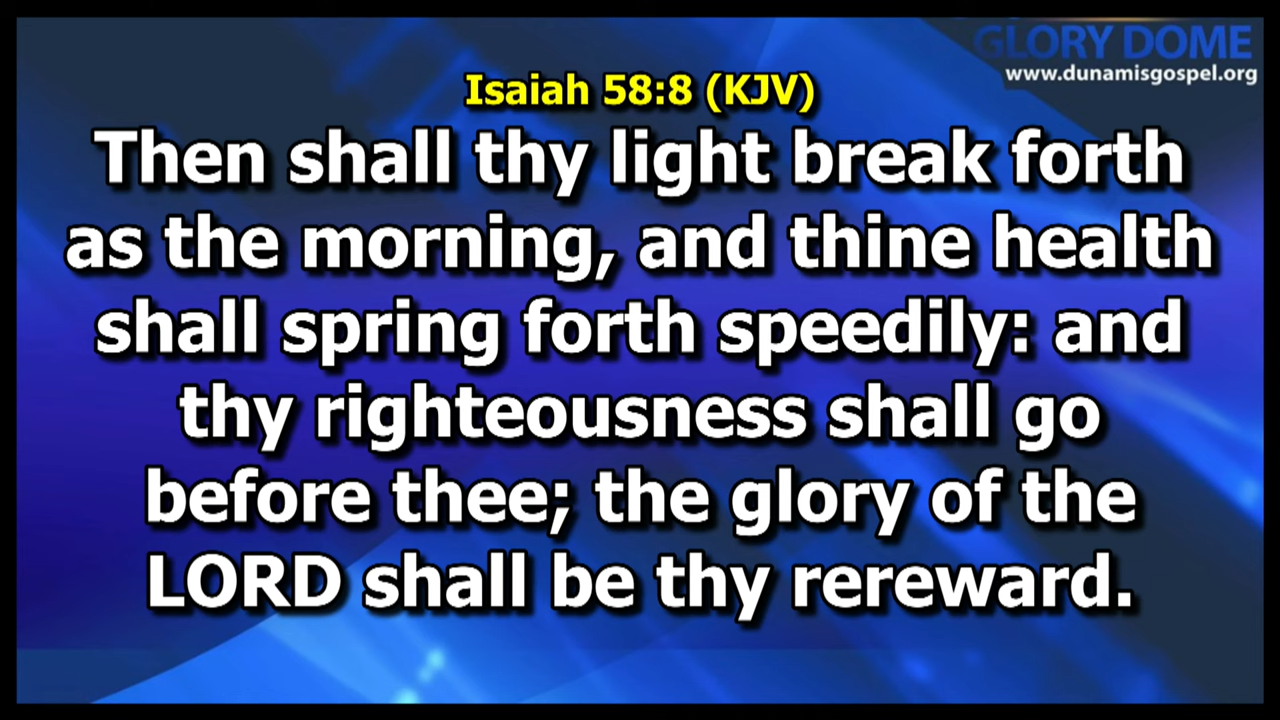 GLORY DOME
www.dunamisgospel.org
Isaiah 58:8 (KJV)
Then shall thy light break forth
as the morning, and thine health
shall spring forth speedily: and
thy righteousness shall go
before thee; the glory of the
LORD shall be thy rereward.